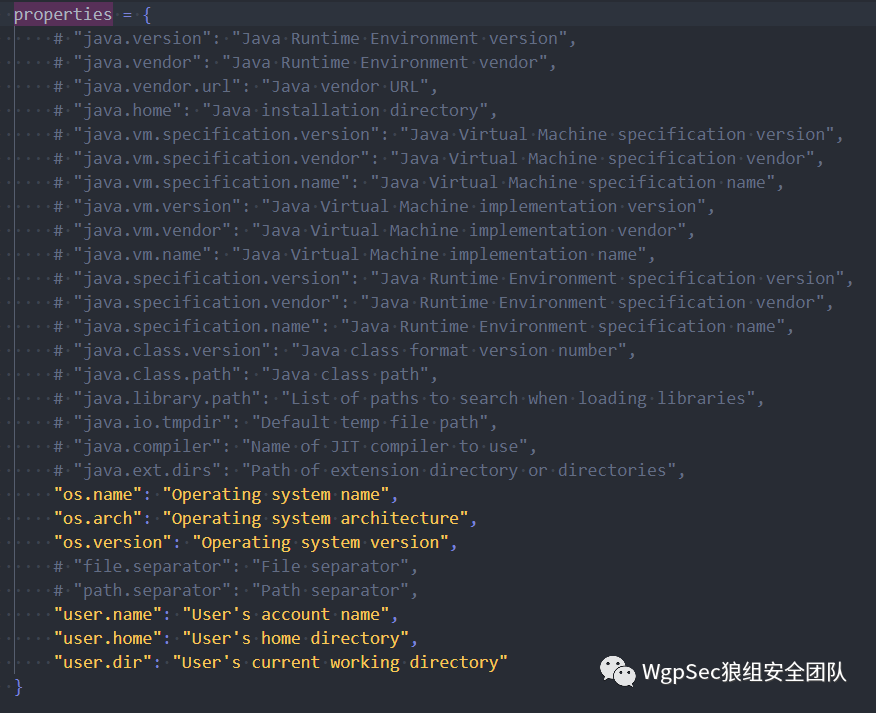 properties = {
# "java.version": "Java Runtime Environment version",
# "java.vendor": "Java Runtime Environment vendor",
# "java.vendor.url": "Java vendor URL",
# "java.home": "Java installation directory",
# "java.vm.specification.version": "Java Virtual Machine specification version",
# "java.vm.specification.vendor": "Java Virtual Machine specification vendor",
# "java.vm.specification.name": "Java Virtual Machine specification name",
# "java.vm.version": "Java Virtual Machine implementation version",
# "java.vm.vendor": "Java Virtual Machine implementation vendor",
# "java.vm.name": "Java Virtual Machine implementation name",
# "java.specification.version": "Java Runtime Environment specification version",
# "java.specification.vendor": "Java Runtime Environment specification vendor",
# "java.specification.name": "Java Runtime Environment specification name",
# "java.class.version": "Java class format version number",
# "java.class.path": "Java class path",
# "java.library.path": "List of paths to search when loading libraries",
# "java.io.tmpdir": "Default temp file path",
# "java.compiler": "Name of JIT compiler to use",
# "java.ext.dirs": "Path of extension directory or directories",
"os.name": "Operating system name",
"os.arch": "Operating system architecture",
"os.version": "Operating system version",
# "file.separator": "File separator",
# "path.separator": "Path separator",
"user.name": "User's account name",
"user.home": "User's home directory",
"user.dir": "User's current working directory"
}
WgpSec狼组安全团队